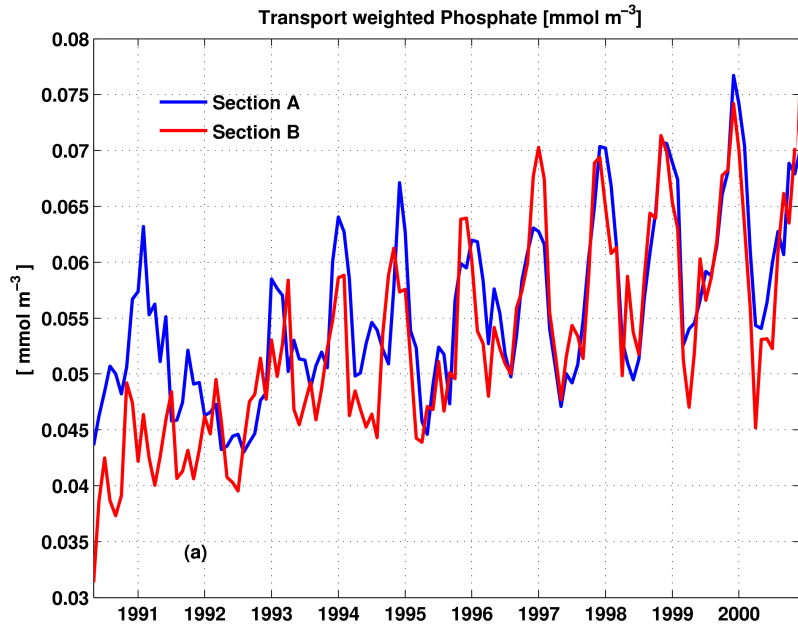 Transport weighted Phosphate [mmol m⁻³]
0.08
0.075
0.07
0.065
0.06
0.055
0.05
0.045
0.04
0.035
0.03
[ mmol m⁻³ ]
Section A
Section B
(a)
1991 1992 1993 1994 1995 1996 1997 1998 1999 2000